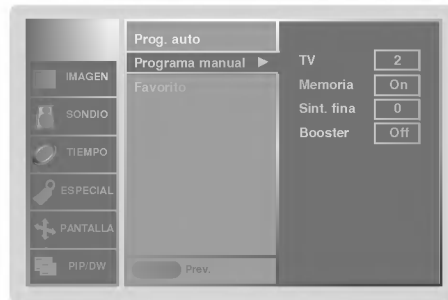 IMAGEN
SONDIO
TIEMPO
ESPECIAL
PANTALLA
PIP/DW
Prog. auto
Programa manual ▶
Favorito
Prev.
TV 2
Memoria On
Sint. fina 0
Booster Off